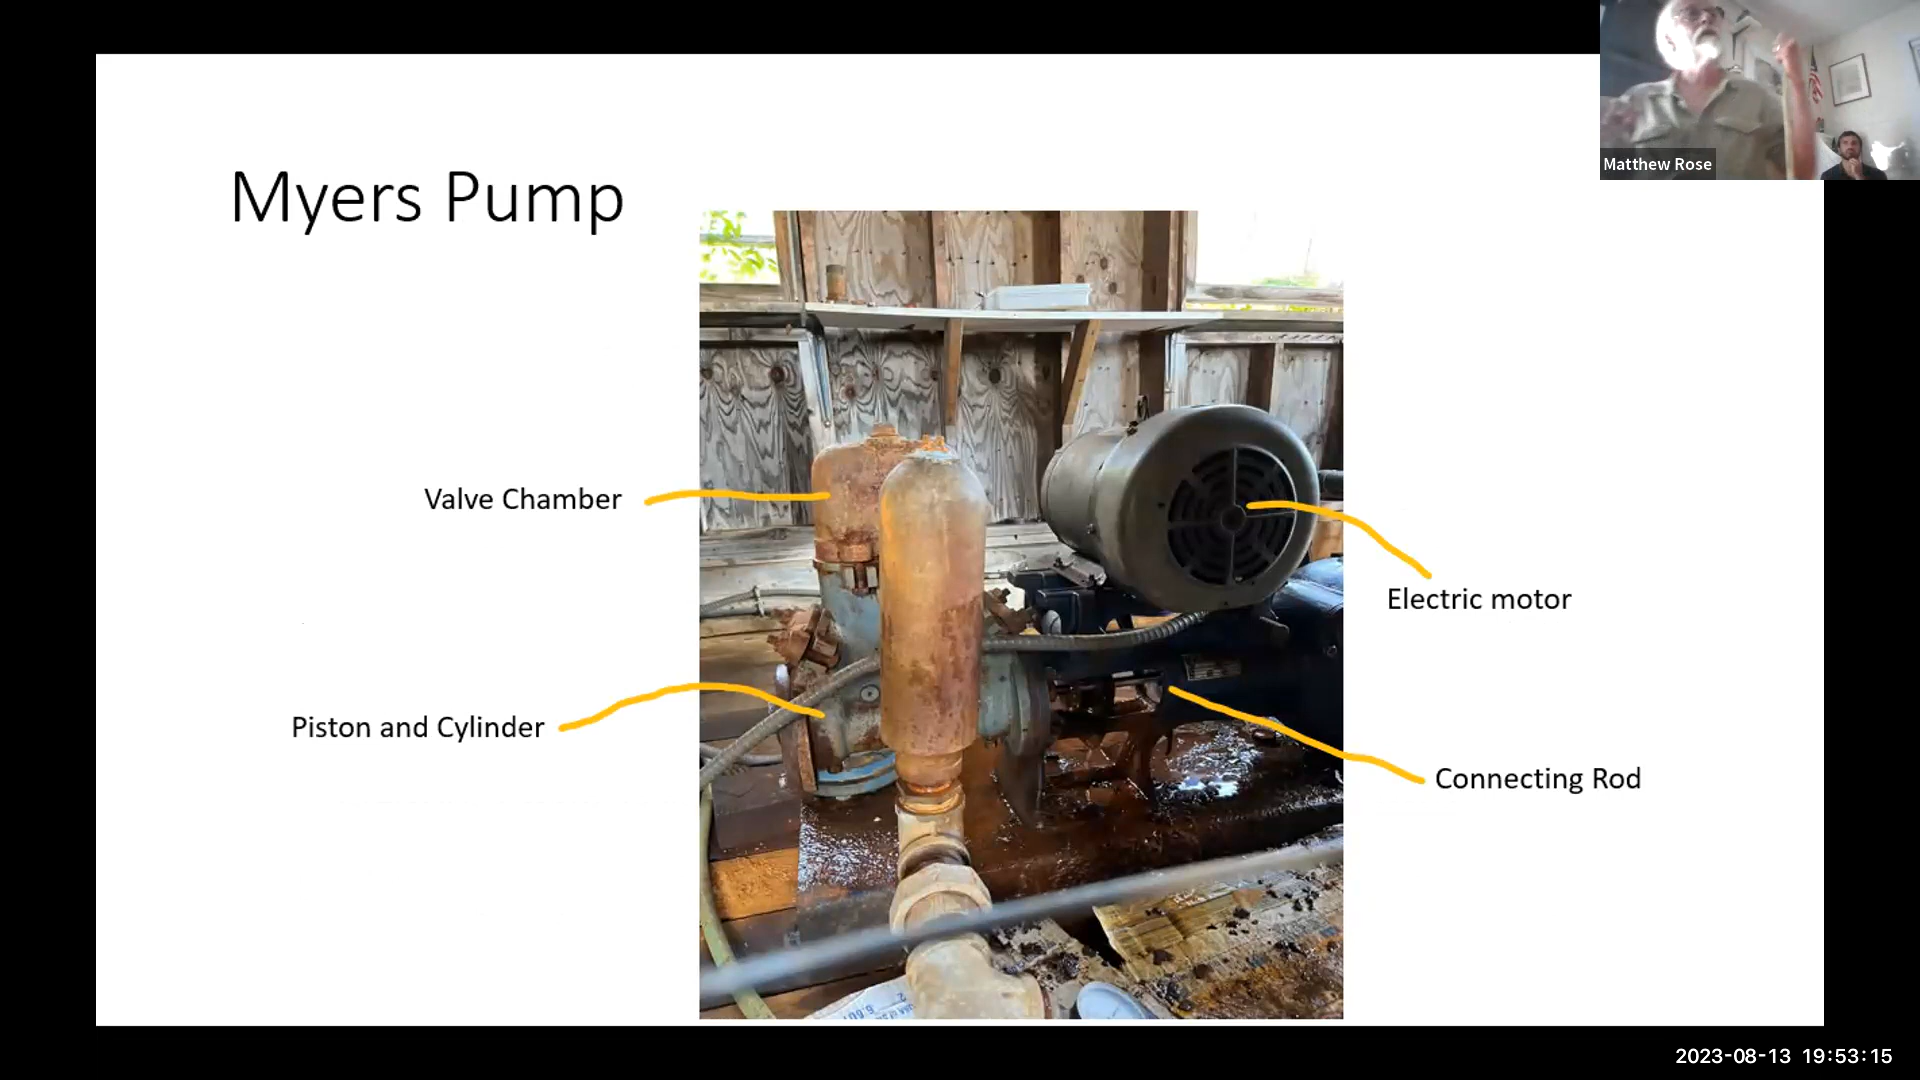 Matthew Rose
Myers Pump
Valve Chamber
Electric motor
Piston and Cylinder
Connecting Rod
2023-08-13 19:53:15